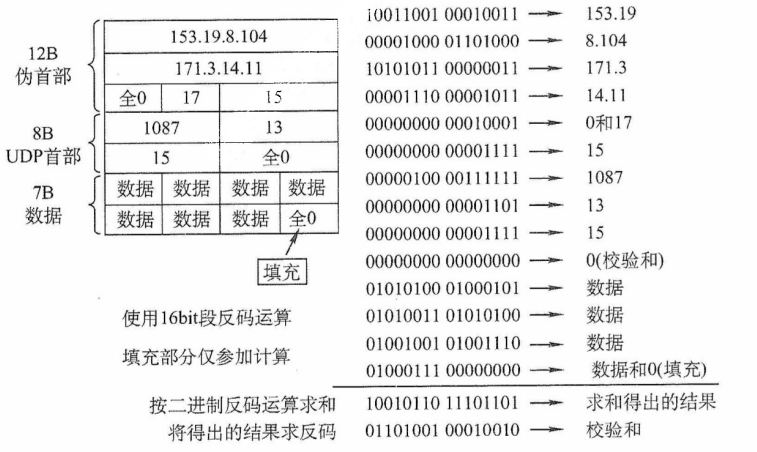 12B
伪首部
153.19.8.104
171.3.14.11
全0 17 15
8B
UDP首部
1087 13
15 全0
7B
数据
数据 数据 数据 数据
数据 数据 数据 全0
填充
使用16bit段反码运算
填充部分仅参加计算
10011001 00010011 → 153.19
00001000 01101000 → 8.104
10101011 00000011 → 171.3
00001110 00001011 → 14.11
00000000 00010001 → 0和17
00000000 00001111 → 15
00000100 00111111 → 1087
00000000 00001101 → 13
00000000 00001111 → 15
00000000 00000000 → 0(校验和)
01010100 01000101 → 数据
01010011 01010100 → 数据
01001001 01001110 → 数据
01000111 00000000 → 数据和0(填充)
按二进制反码运算求和 10010110 11101101 → 求和得出的结果
将得出的结果求反码 01101001 00010010 → 校验和